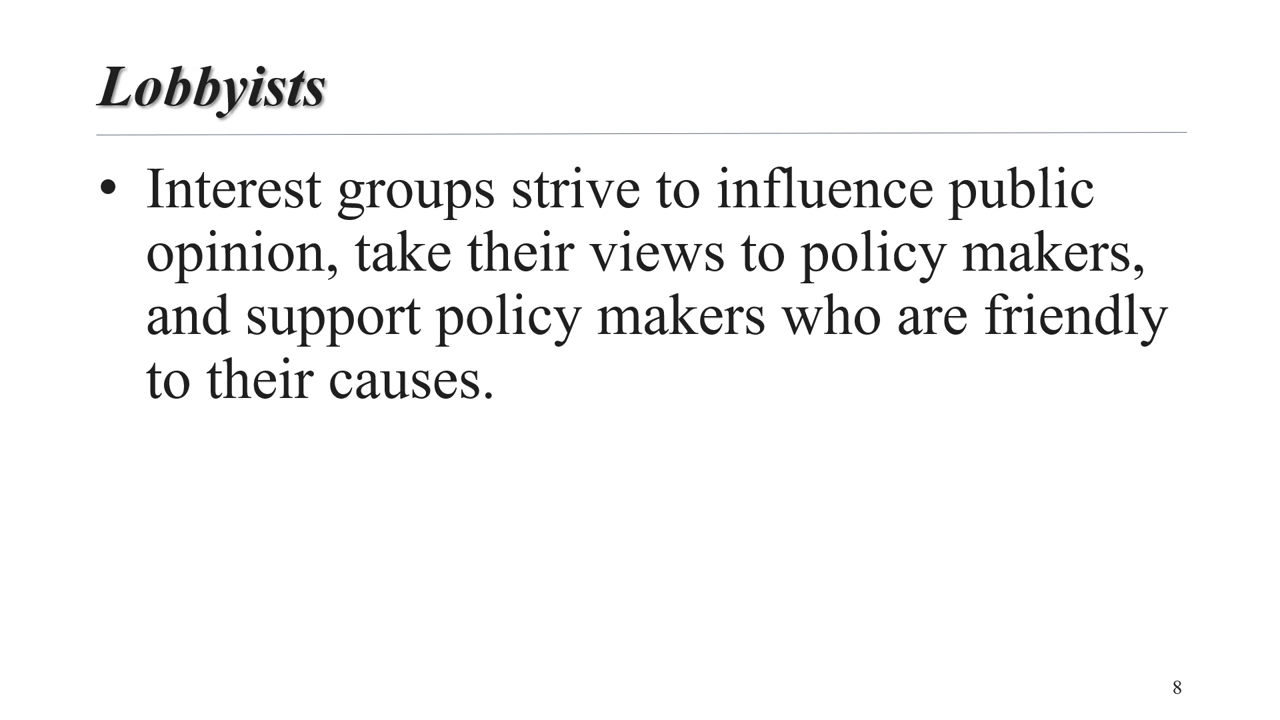 Lobbyists
• Interest groups strive to influence public
opinion, take their views to policy makers,
and support policy makers who are friendly
to their causes.
8